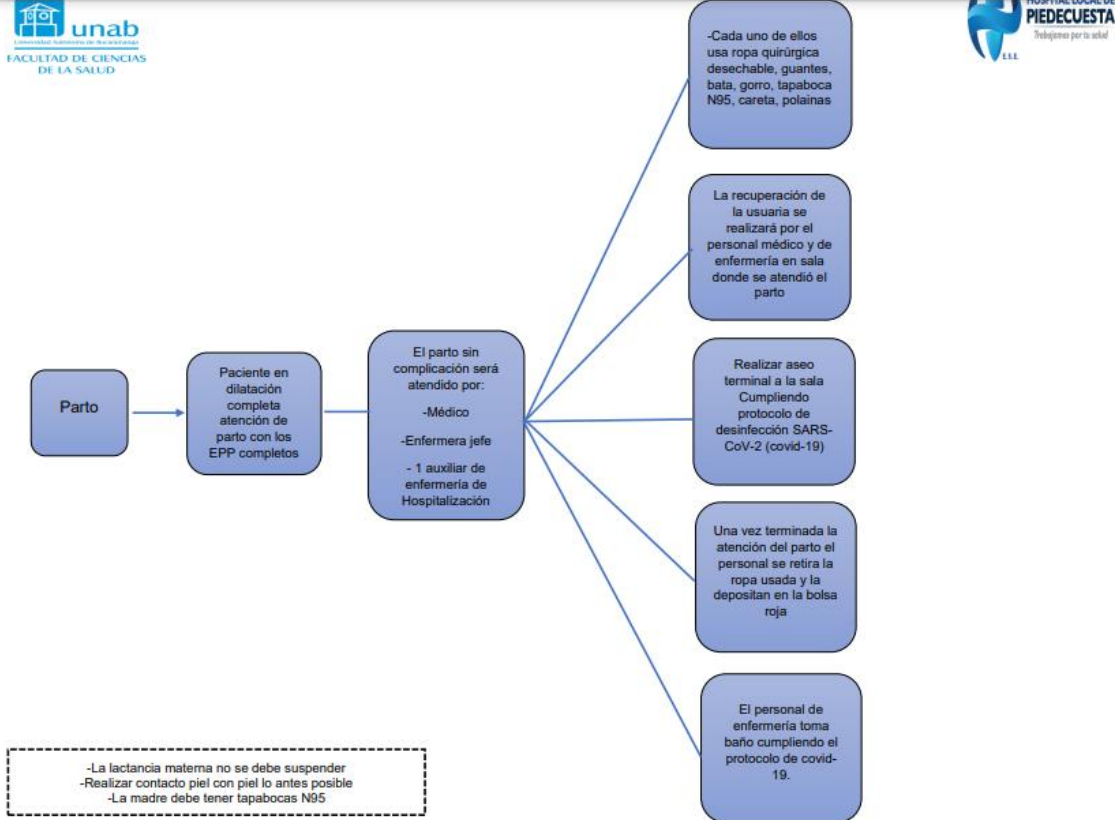 unab
Universidad Autónoma de Bucaramanga
FACULTAD DE CIENCIAS
DE LA SALUD
HOSPITAL LOCAL DE
PIEDECUESTA
Trabajamos por tu salud
E.S.E.
Parto
Paciente en
dilatación
completa
atención de
parto con los
EPP completos
El parto sin
complicación será
atendido por:
-Médico
-Enfermera jefe
- 1 auxiliar de
enfermería de
Hospitalización
-Cada uno de ellos
usa ropa quirúrgica
desechable, guantes,
bata, gorro, tapaboca
N95, careta, polainas
La recuperación de
la usuaria se
realizará por el
personal médico y de
enfermería en sala
donde se atendió el
parto
Realizar aseo
terminal a la sala
Cumpliendo
protocolo de
desinfección SARS-
CoV-2 (covid-19)
Una vez terminada la
atención del parto el
personal se retira la
ropa usada y la
depositan en la bolsa
roja
El personal de
enfermería toma
baño cumpliendo el
protocolo de covid-
19.
-La lactancia materna no se debe suspender
-Realizar contacto piel con piel lo antes posible
-La madre debe tener tapabocas N95